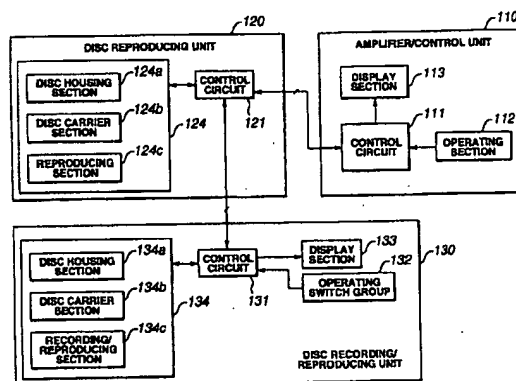 120
DISC REPRODUCING UNIT
124a
DISC HOUSING
SECTION
124b
DISC CARRIER
SECTION
124c
REPRODUCING
SECTION
124
CONTROL
CIRCUIT
121
110
AMPLIFIER/CONTROL UNIT
DISPLAY
SECTION
113
111
CONTROL
CIRCUIT
112
OPERATING
SECTION
134a
DISC HOUSING
SECTION
134b
DISC CARRIER
SECTION
134c
RECORDING/
REPRODUCING
SECTION
134
CONTROL
CIRCUIT
131
133
DISPLAY
SECTION
132
OPERATING
SWITCH GROUP
130
DISC RECORDING/
REPRODUCING UNIT